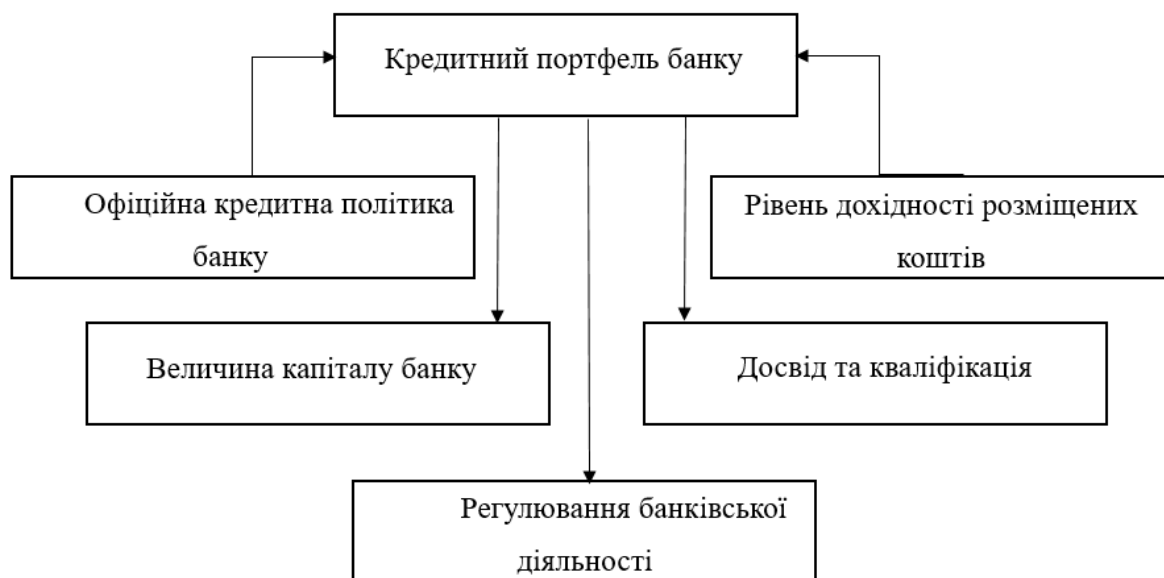 Кредитний портфель банку
Офіційна кредитна політика
банку
Рівень дохідності розміщених
коштів
Величина капіталу банку
Досвід та кваліфікація
Регулювання банківської
діяльності